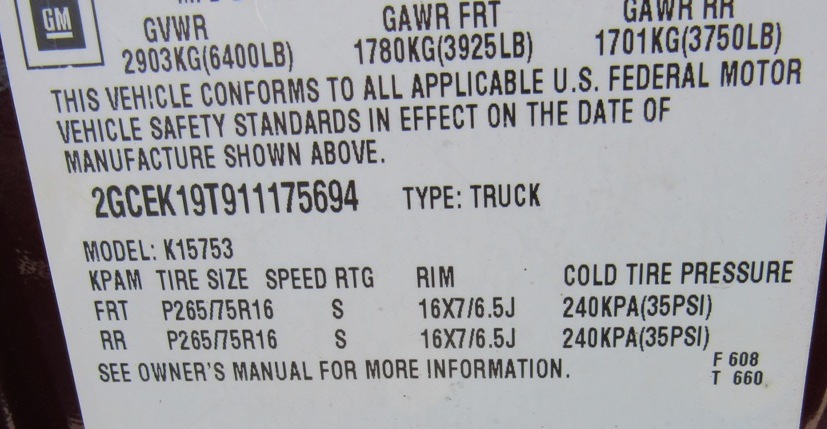 GM
GVWR GAWR FRT GAWR RR
2903KG(6400LB) 1780KG(3925LB) 1701KG(3750LB)
THIS VEHICLE CONFORMS TO ALL APPLICABLE U.S. FEDERAL MOTOR
VEHICLE SAFETY STANDARDS IN EFFECT ON THE DATE OF
MANUFACTURE SHOWN ABOVE.
2GCEK19T911175694 TYPE: TRUCK
MODEL: K15753
KPAM TIRE SIZE SPEED RTG RIM COLD TIRE PRESSURE
FRT P265/75R16 S 16X7/6.5J 240KPA(35PSI)
RR P265/75R16 S 16X7/6.5J 240KPA(35PSI)
SEE OWNER'S MANUAL FOR MORE INFORMATION.
F 608
T 660